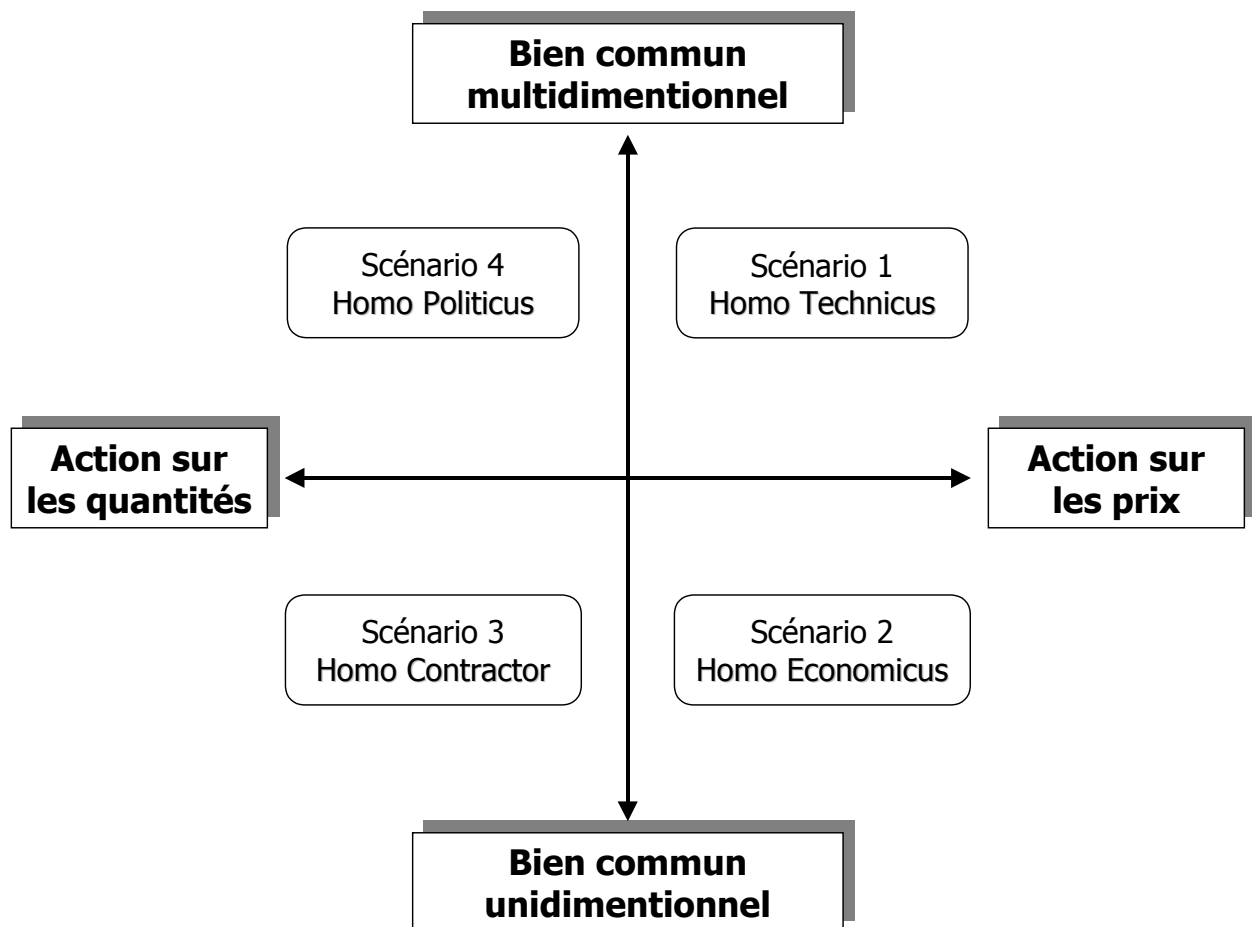 Bien commun
multidimentionnel
Scénario 4
Homo Politicus
Scénario 1
Homo Technicus
Action sur
les quantités
Action sur
les prix
Scénario 3
Homo Contractor
Scénario 2
Homo Economicus
Bien commun
unidimentionnel